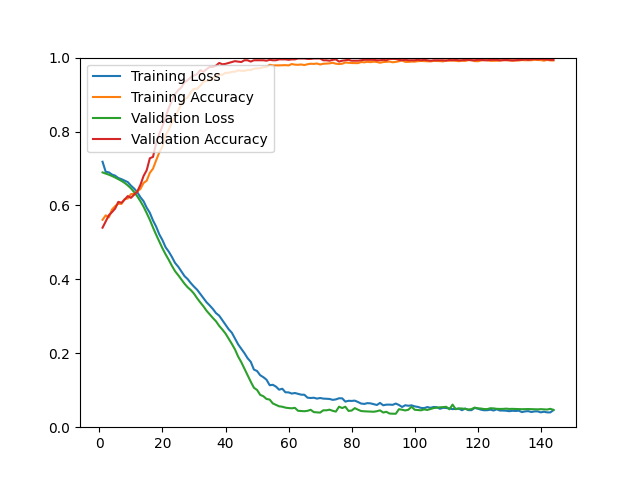 1.0
0.8
0.6
0.4
0.2
0.0
Training Loss
Training Accuracy
Validation Loss
Validation Accuracy
0 20 40 60 80 100 120 140